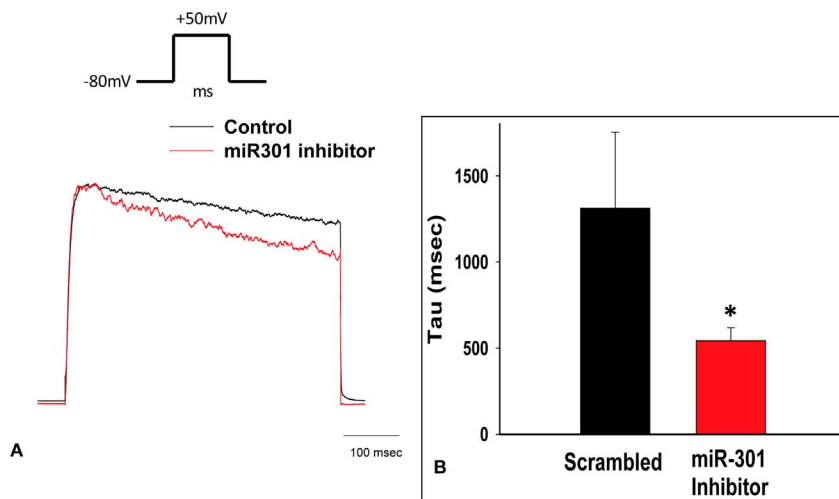 +50mV
-80mV
ms
Control
miR301 inhibitor
100 msec
A
Tau (msec)
1500
1000
500
0
*
Scrambled
miR-301
Inhibitor
B